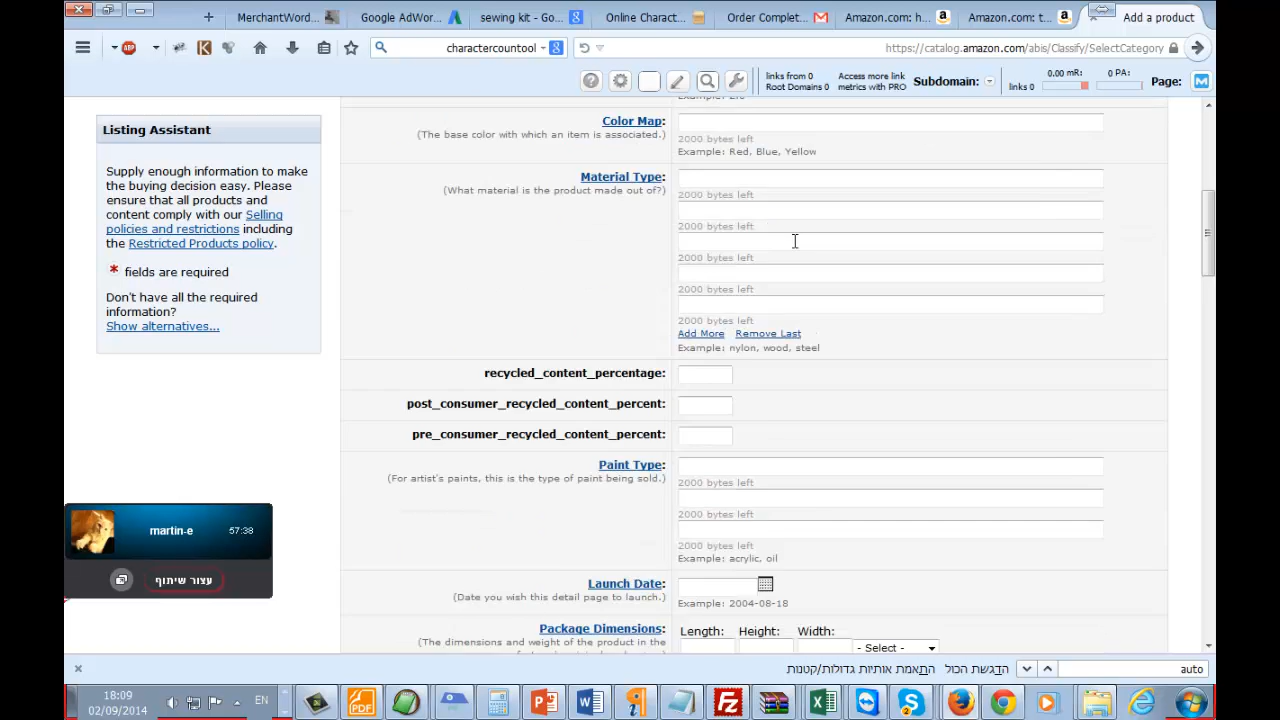 MerchantWord...
Google AdWor...
sewing kit - Go...
Online Charact...
Order Complet...
Amazon.com: h...
Amazon.com: t...
Add a product
charactercountool
https://catalog.amazon.com/abis/Classify/SelectCategory
links from 0
Root Domains 0
Access more link
metrics with PRO
Subdomain:
0.00 mR:
0 PA:
links 0
Page:
Listing Assistant
Supply enough information to make
the buying decision easy. Please
ensure that all products and
content comply with our Selling
policies and restrictions including
the Restricted Products policy.
* fields are required
Don't have all the required
information?
Show alternatives...
Color Map:
(The base color with which an item is associated.)
2000 bytes left
Example: Red, Blue, Yellow
Material Type:
(What material is the product made out of?)
2000 bytes left
2000 bytes left
2000 bytes left
2000 bytes left
2000 bytes left
Add More Remove Last
Example: nylon, wood, steel
recycled_content_percentage:
post_consumer_recycled_content_percent:
pre_consumer_recycled_content_percent:
Paint Type:
(For artist's paints, this is the type of paint being sold.)
2000 bytes left
2000 bytes left
2000 bytes left
Example: acrylic, oil
Launch Date:
(Date you wish this detail page to launch.)
Example: 2004-08-18
Package Dimensions:
(The dimensions and weight of the product in the
Length: Height: Width:
- Select -
martin-e 57:38
עצור שיתוף
הדגשת הכול
התאמת אותיות גדולות/קטנות
auto
18:09
02/09/2014
EN